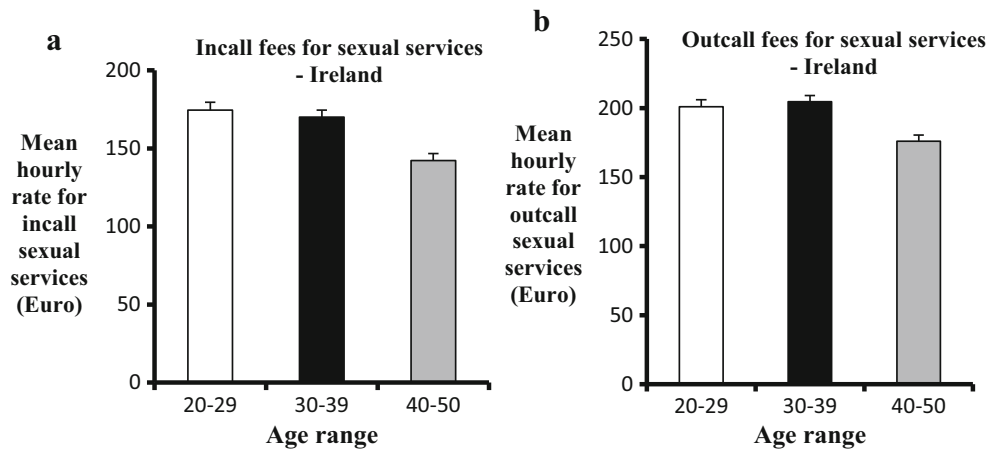 a
Incall fees for sexual services
- Ireland
200
150
100
50
0
Mean
hourly
rate for
incall
sexual
services
(Euro)
20-29 30-39 40-50
Age range
b
Outcall fees for sexual services
- Ireland
250
200
150
100
50
0
Mean
hourly
rate for
outcall
sexual
services
(Euro)
20-29 30-39 40-50
Age range